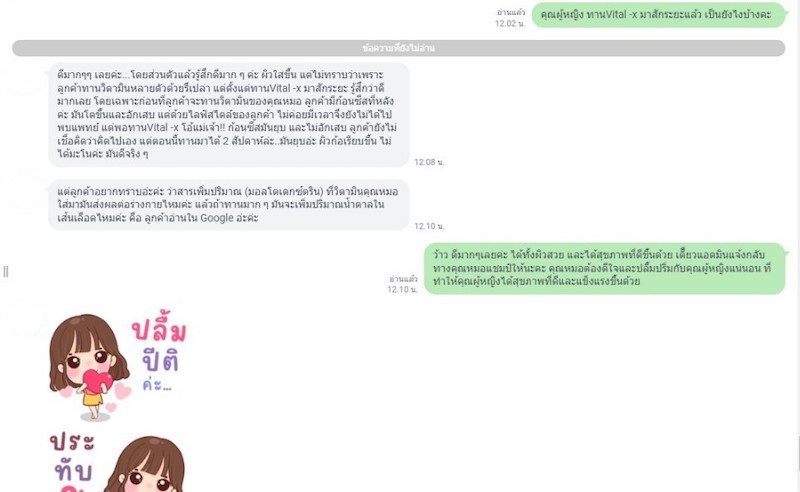 อ่านแล้ว
12.02 น.
คุณผู้หญิง ทานVital -x มาสักระยะแล้ว เป็นยังไงบ้างคะ
ข้อความที่ยังไม่อ่าน
ดีมากๆๆ เลยค่ะ...โดยส่วนตัวแล้วรู้สึกดีมาก ๆ ค่ะ ผิวใสขึ้น แต่ไม่ทราบว่าเพราะ
ลูกค้าทานวิตามินหลายตัวด้วยรึเปล่า แต่ตั้งแต่ทานVital -x มาสักระยะ รู้สึกว่าดี
มากเลย โดยเฉพาะก่อนที่ลูกค้าจะทานวิตามินของคุณหมอ ลูกค้ามีก้อนซีสที่หลัง
ค่ะ มันโตขึ้นและอักเสบ แต่ด้วยไลฟ์สไตล์ของลูกค้า ไม่ค่อยมีเวลาจึงยังไม่ได้ไป
พบแพทย์ แต่พอทานVital -x โอ้แม่เจ้า!! ก้อนซีสมันยุบ และไม่อักเสบ ลูกค้ายังไม่
เชื่อคิดว่าคิดไปเอง แต่ตอนนี้ทานมาได้ 2 สัปดาห์ล่ะ..มันยุบอ่ะ ผิวก้อเรียบขึ้น ไม่
ได้มะโนค่ะ มันดีจริง ๆ
12.08 น.
แต่ลูกค้าอยากทราบอ่ะค่ะ ว่าสารเพิ่มปริมาณ (มอลโตเดกซ์ตริน) ที่วิตามินคุณหมอ
ใส่มามันส่งผลต่อร่างกายไหมค่ะ แล้วถ้าทานมาก ๆ มันจะเพิ่มปริมาณน้ำตาลใน
เส้นเลือดไหมค่ะ คือ ลูกค้าอ่านใน Google อ่ะค่ะ
12.10 น.
ว้าว ดีมากๆเลยค่ะ ได้ทั้งผิวสวย และได้สุขภาพที่ดีขึ้นด้วย เดี๋ยวแอดมินแจ้งกลับ
ทางคุณหมอแชมป์ให้นะคะ คุณหมอต้องดีใจและปลื้มปริ่มกับคุณผู้หญิงแน่นอน ที่
ทำให้คุณผู้หญิงได้สุขภาพที่ดีและแข็งแรงขึ้นด้วย
อ่านแล้ว
12.10 น.
ปลื้ม
ปีติ
ค่ะ...
ประ
ทับ